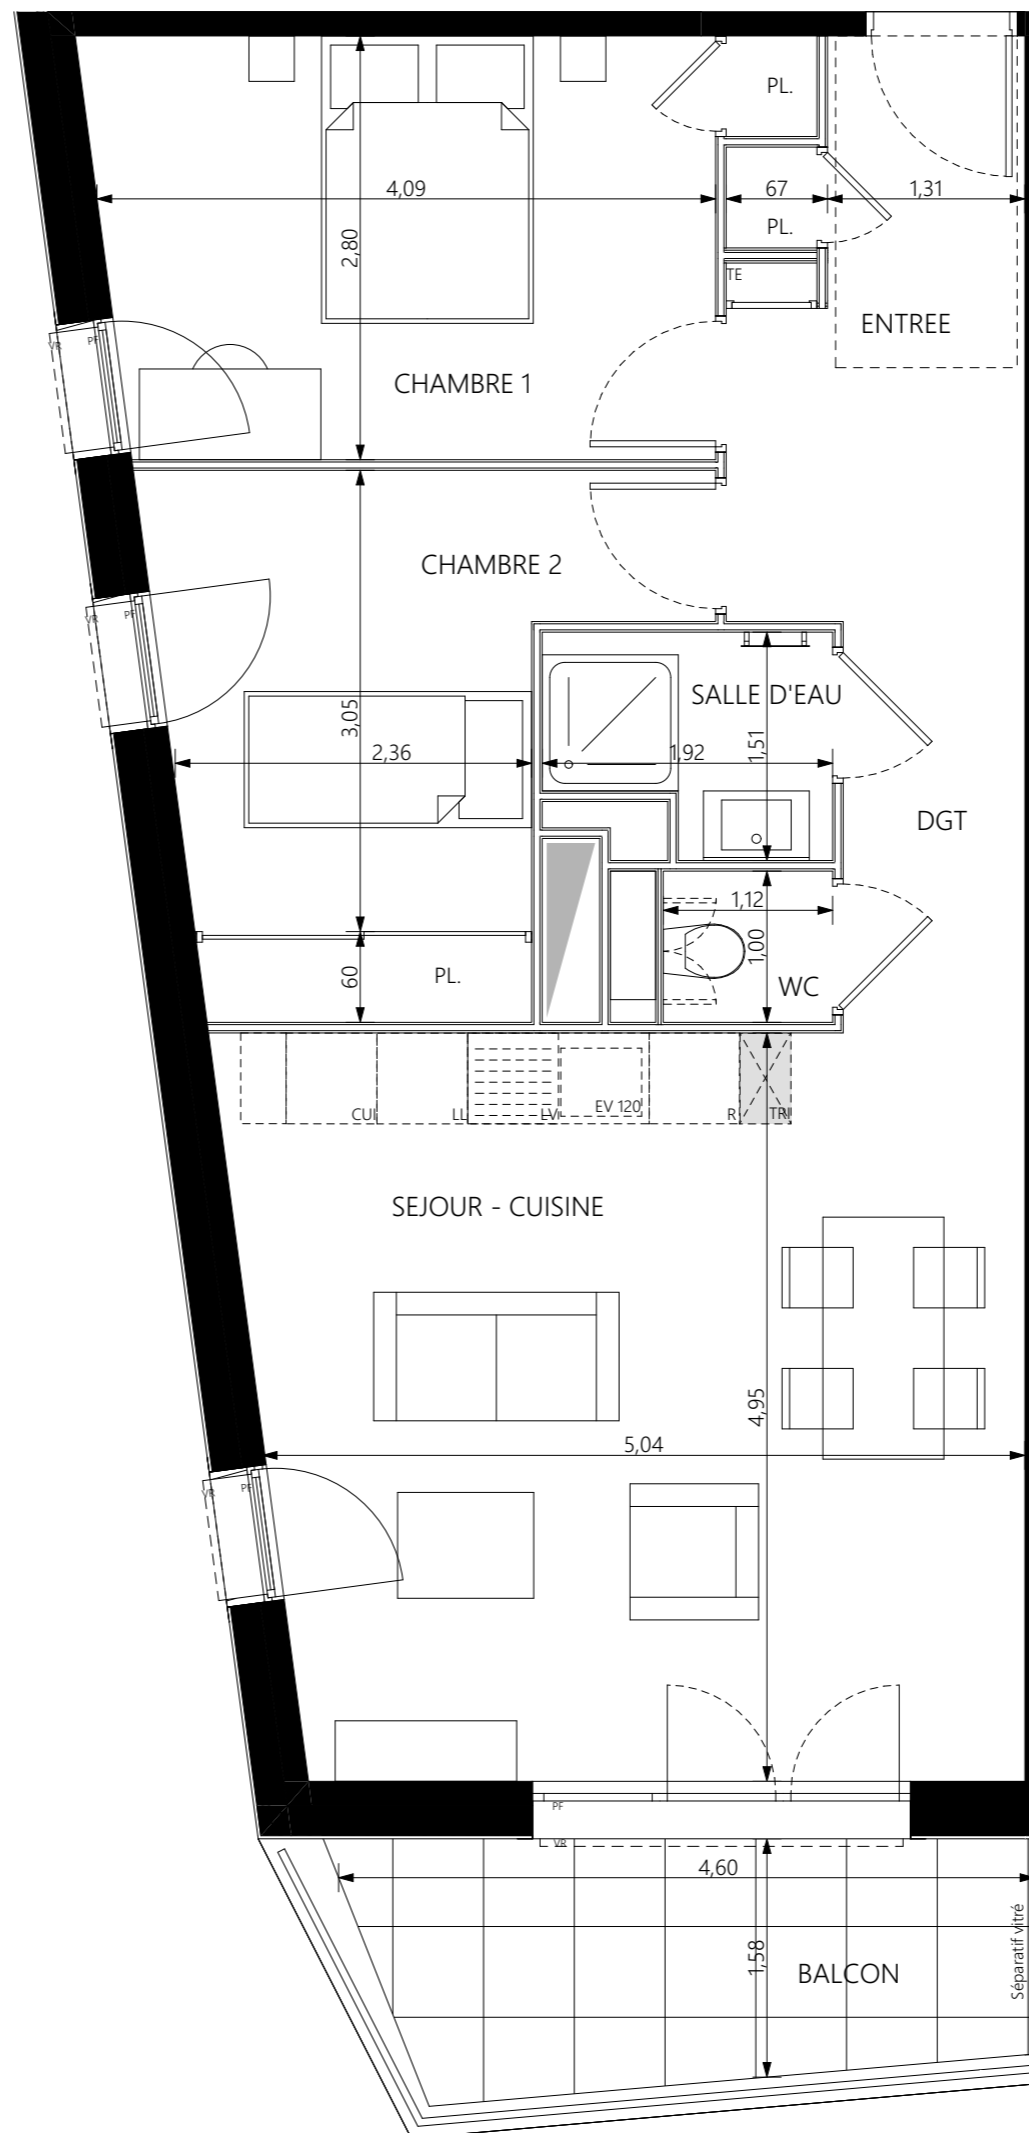 PL.
4,09
67
1,31
PL.
2,80
TE
ENTREE
VR
PF
CHAMBRE 1
CHAMBRE 2
VR
PF
SALLE D'EAU
3,05
2,36
1,92
1,51
DGT
1,12
1,00
60
PL.
WC
CUI
LL
LV
EV 120
R
TRI
SEJOUR - CUISINE
4,95
5,04
VR
PF
PF
VR
4,60
1,58
BALCON
Séparatif vitré